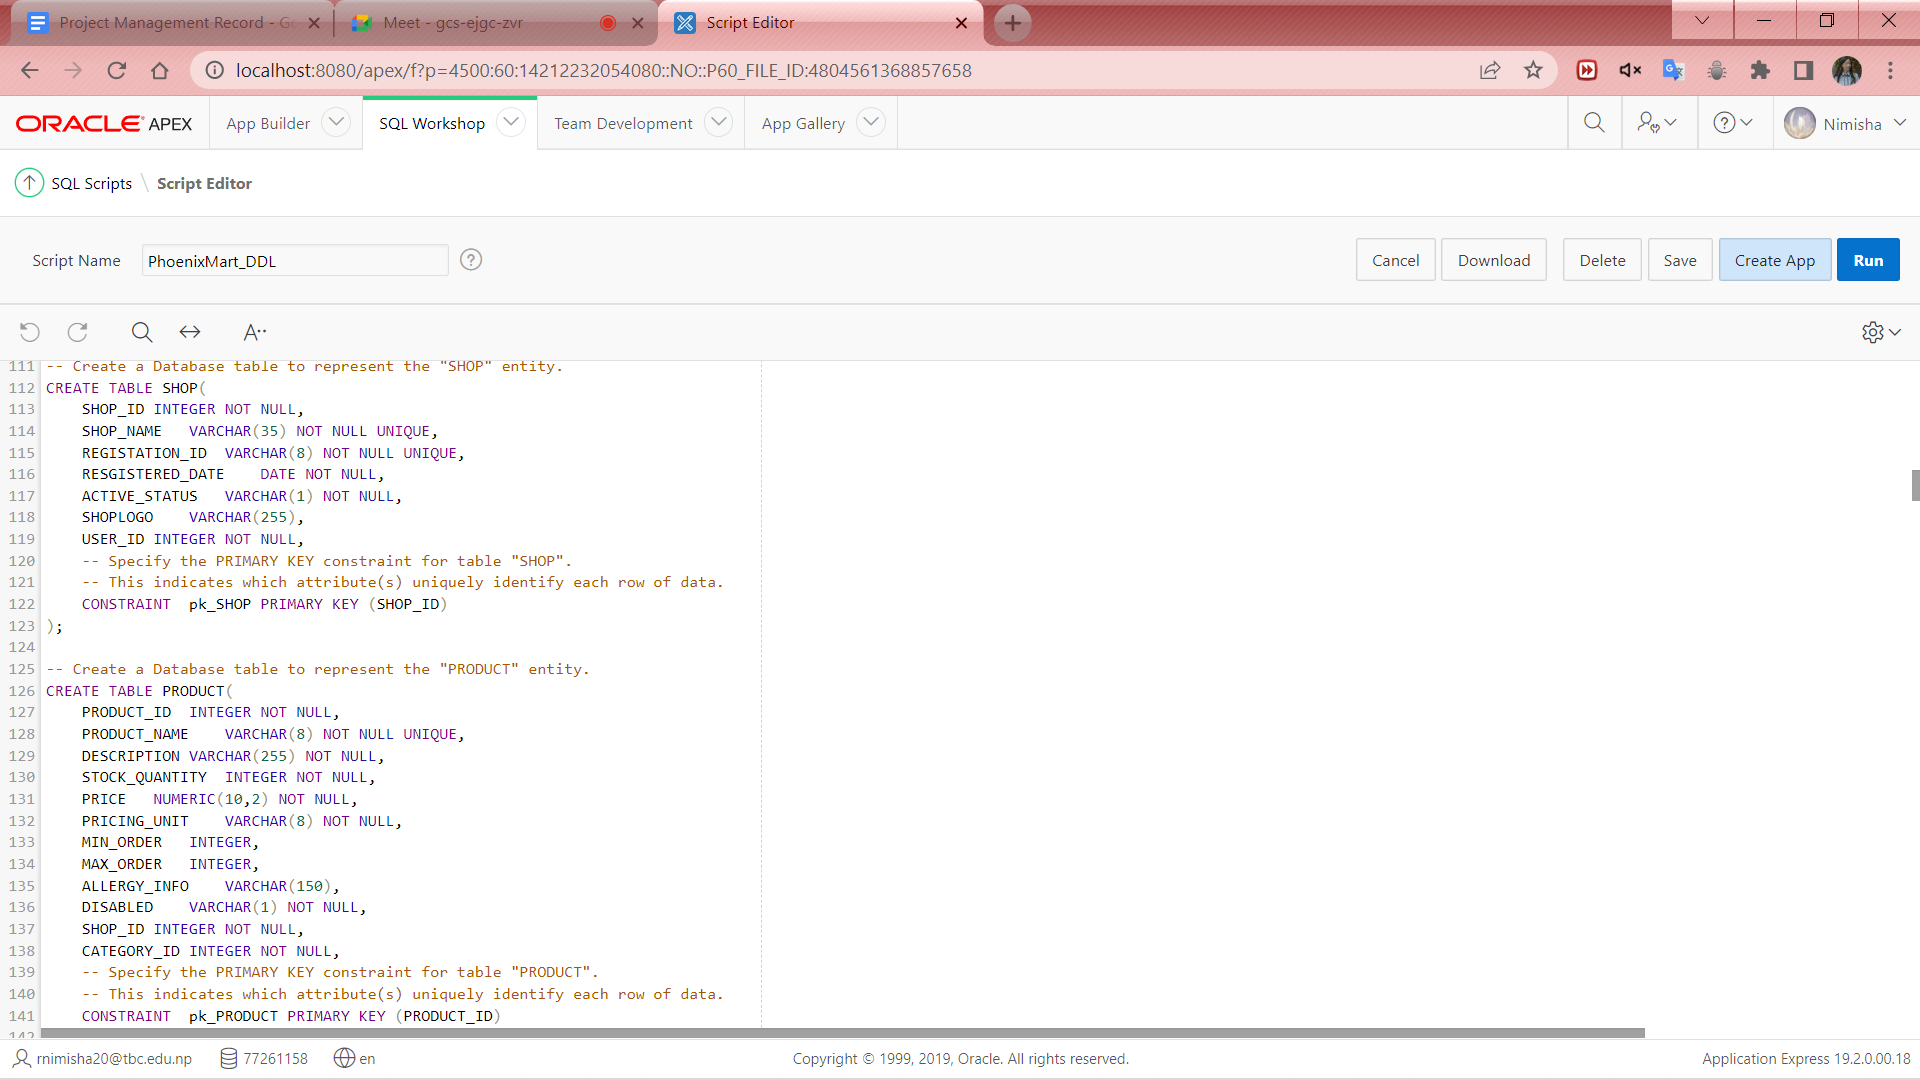 Project Management Record - G
Meet - gcs-ejgc-zvr
Script Editor
localhost:8080/apex/f?p=4500:60:14212232054080::NO::P60_FILE_ID:4804561368857658
ORACLE APEX
App Builder
SQL Workshop
Team Development
App Gallery
Nimisha
SQL Scripts \ Script Editor
Script Name
PhoenixMart_DDL
Cancel
Download
Delete
Save
Create App
Run
111 -- Create a Database table to represent the "SHOP" entity.
112 CREATE TABLE SHOP(
113 SHOP_ID INTEGER NOT NULL,
114 SHOP_NAME VARCHAR(35) NOT NULL UNIQUE,
115 REGISTATION_ID VARCHAR(8) NOT NULL UNIQUE,
116 RESGISTERED_DATE DATE NOT NULL,
117 ACTIVE_STATUS VARCHAR(1) NOT NULL,
118 SHOPLOGO VARCHAR(255),
119 USER_ID INTEGER NOT NULL,
120 -- Specify the PRIMARY KEY constraint for table "SHOP".
121 -- This indicates which attribute(s) uniquely identify each row of data.
122 CONSTRAINT pk_SHOP PRIMARY KEY (SHOP_ID)
123 );
124
125 -- Create a Database table to represent the "PRODUCT" entity.
126 CREATE TABLE PRODUCT(
127 PRODUCT_ID INTEGER NOT NULL,
128 PRODUCT_NAME VARCHAR(8) NOT NULL UNIQUE,
129 DESCRIPTION VARCHAR(255) NOT NULL,
130 STOCK_QUANTITY INTEGER NOT NULL,
131 PRICE NUMERIC(10,2) NOT NULL,
132 PRICING_UNIT VARCHAR(8) NOT NULL,
133 MIN_ORDER INTEGER,
134 MAX_ORDER INTEGER,
135 ALLERGY_INFO VARCHAR(150),
136 DISABLED VARCHAR(1) NOT NULL,
137 SHOP_ID INTEGER NOT NULL,
138 CATEGORY_ID INTEGER NOT NULL,
139 -- Specify the PRIMARY KEY constraint for table "PRODUCT".
140 -- This indicates which attribute(s) uniquely identify each row of data.
141 CONSTRAINT pk_PRODUCT PRIMARY KEY (PRODUCT_ID)
142
rnimisha20@tbc.edu.np
77261158
en
Copyright © 1999, 2019, Oracle. All rights reserved.
Application Express 19.2.0.00.18